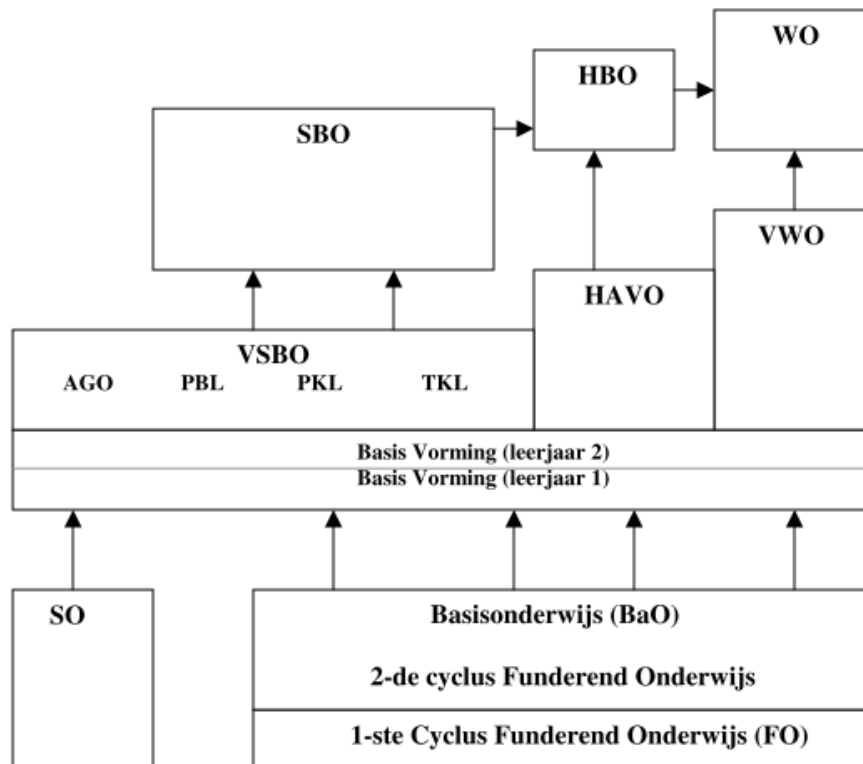 WO
HBO
SBO
VWO
HAVO
VSBO
AGO PBL PKL TKL
Basis Vorming (leerjaar 2)
Basis Vorming (leerjaar 1)
SO
Basisonderwijs (BaO)
2-de cyclus Funderend Onderwijs
1-ste Cyclus Funderend Onderwijs (FO)